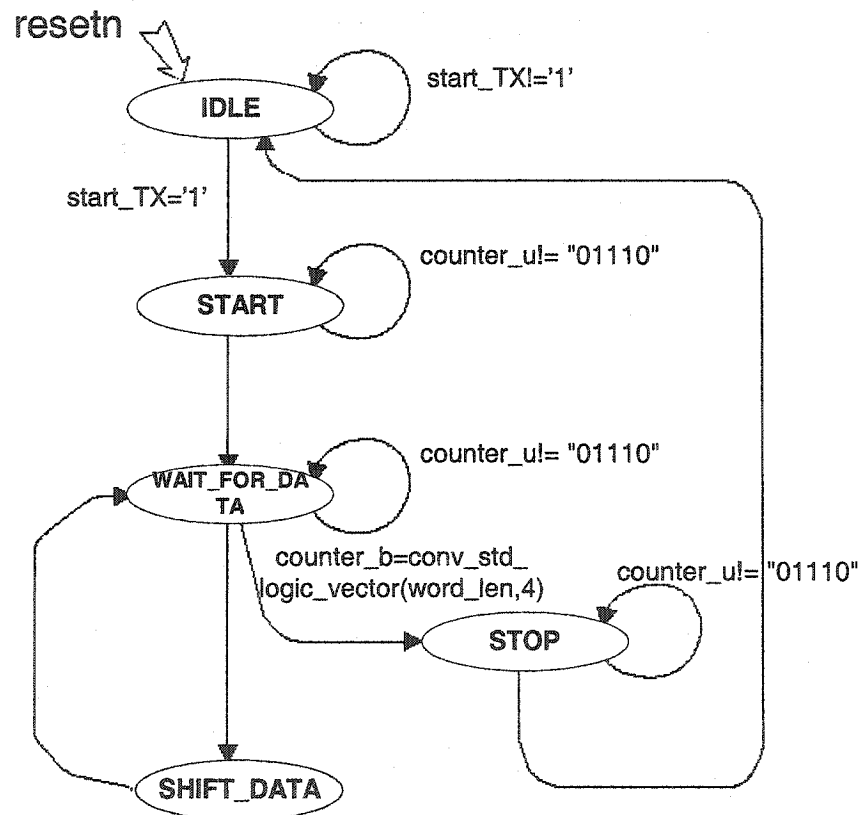 resetn
start_TX!='1'
IDLE
start_TX='1'
counter_u!= "01110"
START
counter_u!= "01110"
WAIT_FOR_DA
TA
counter_b=conv_std_
logic_vector(word_len,4)
counter_u!= "01110"
STOP
SHIFT_DATA